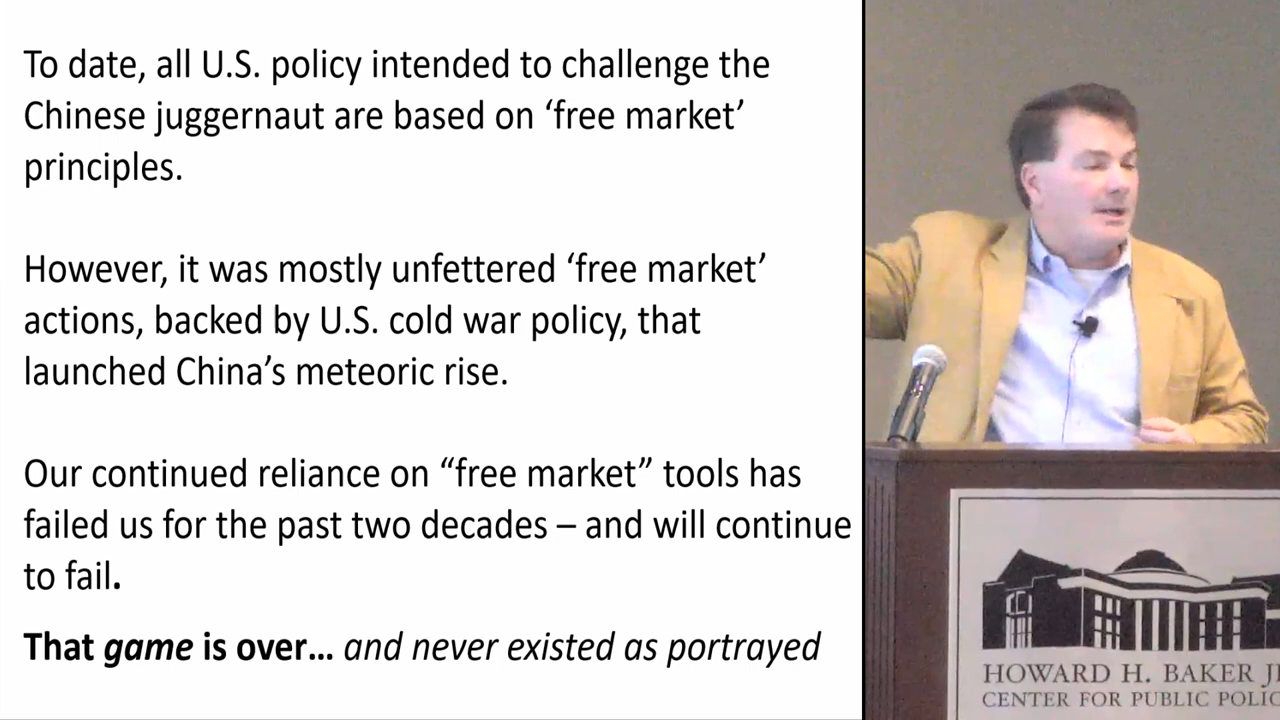 To date, all U.S. policy intended to challenge the
Chinese juggernaut are based on ‘free market’
principles.
However, it was mostly unfettered ‘free market’
actions, backed by U.S. cold war policy, that
launched China’s meteoric rise.
Our continued reliance on “free market” tools has
failed us for the past two decades – and will continue
to fail.
That game is over... and never existed as portrayed
HOWARD H. BAKER
CENTER FOR PUBLIC